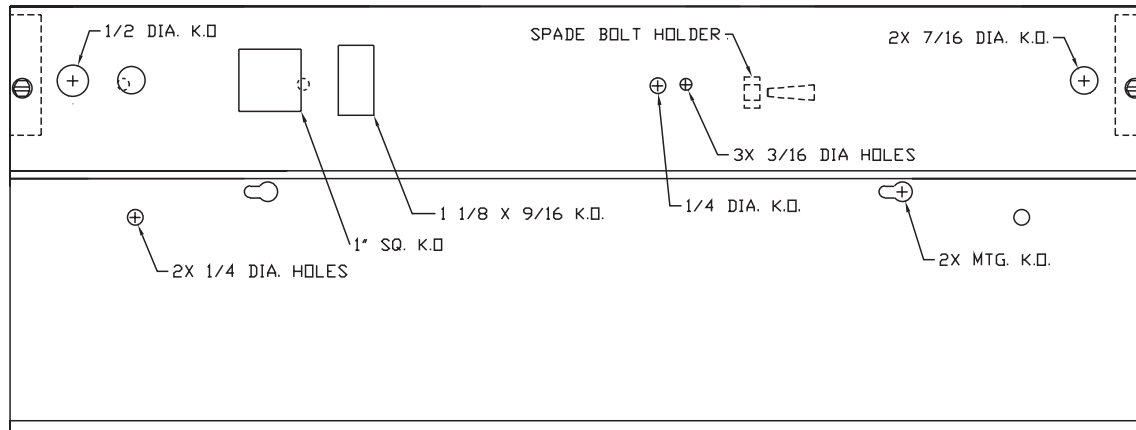 1/2 DIA. K.O
SPADE BOLT HOLDER
2X 7/16 DIA. K.O.
3X 3/16 DIA HOLES
1 1/8 X 9/16 K.O.
1/4 DIA. K.O.
1" SQ. K.O
2X 1/4 DIA. HOLES
2X MTG. K.O.